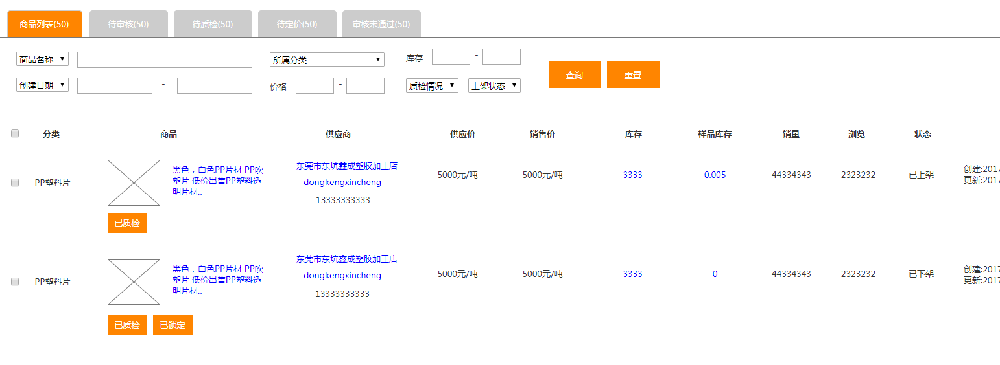 商品列表(50) 待审核(50) 待质检(50) 待定价(50) 审核未通过(50)
商品名称 所属分类 库存 -
查询 重置
创建日期 - 价格 - 质检情况 上架状态
分类 商品 供应商 供应价 销售价 库存 样品库存 销量 浏览 状态
PP塑料片
黑色，白色PP片材 PP吹
塑片 低价出售PP塑料透
明片材..
东莞市东坑鑫成塑胶加工店
dongkengxincheng
13333333333
5000元/吨 5000元/吨 3333 0.005 44334343 2323232 已上架
创建:2017
更新:2017
已质检
PP塑料片
黑色，白色PP片材 PP吹
塑片 低价出售PP塑料透
明片材..
东莞市东坑鑫成塑胶加工店
dongkengxincheng
13333333333
5000元/吨 5000元/吨 3333 0 44334343 2323232 已下架
创建:2017
更新:2017
已质检 已锁定